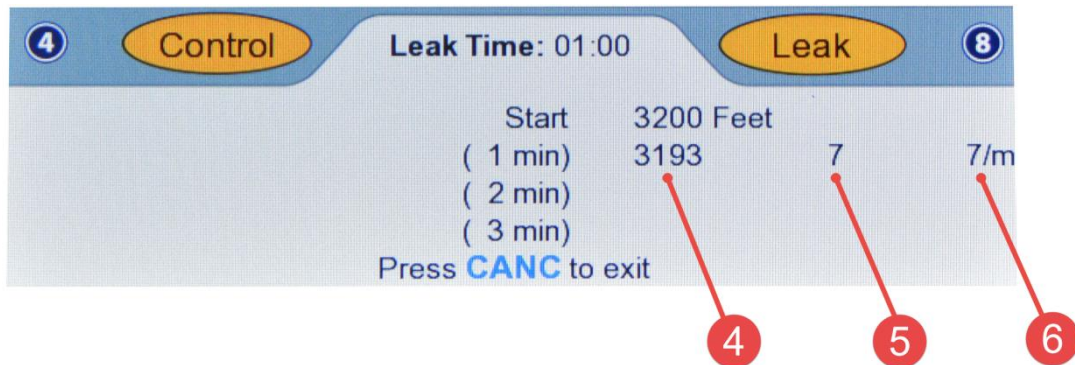 4 Control Leak Time: 01:00 Leak 8
Start 3200 Feet
( 1 min) 3193 7 7/m
( 2 min)
( 3 min)
Press CANC to exit
4 5 6